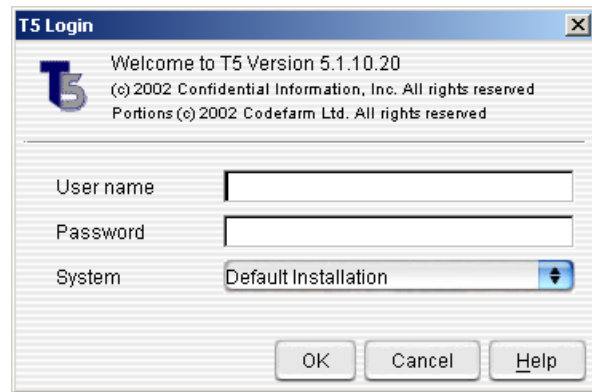 T5 Login
T5
Welcome to T5 Version 5.1.10.20
(c) 2002 Confidential Information, Inc. All rights reserved
Portions (c) 2002 Codefarm Ltd. All rights reserved
User name
Password
System
Default Installation
OK
Cancel
Help